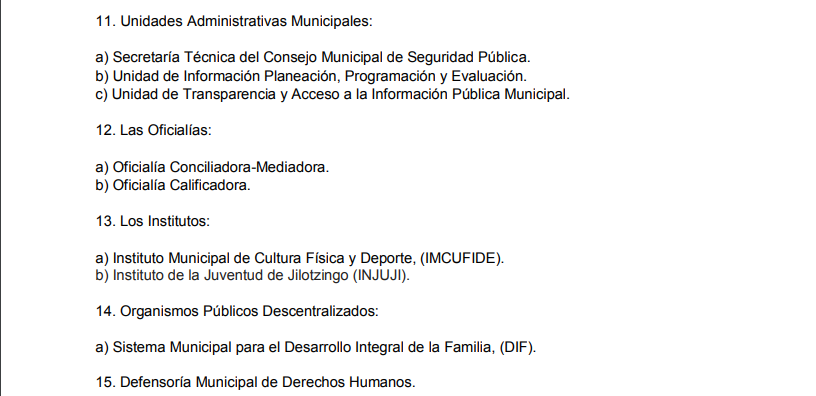 11. Unidades Administrativas Municipales:
a) Secretaría Técnica del Consejo Municipal de Seguridad Pública.
b) Unidad de Información Planeación, Programación y Evaluación.
c) Unidad de Transparencia y Acceso a la Información Pública Municipal.
12. Las Oficialías:
a) Oficialía Conciliadora-Mediadora.
b) Oficialía Calificadora.
13. Los Institutos:
a) Instituto Municipal de Cultura Física y Deporte, (IMCUFIDE).
b) Instituto de la Juventud de Jilotzingo (INJUJI).
14. Organismos Públicos Descentralizados:
a) Sistema Municipal para el Desarrollo Integral de la Familia, (DIF).
15. Defensoría Municipal de Derechos Humanos.